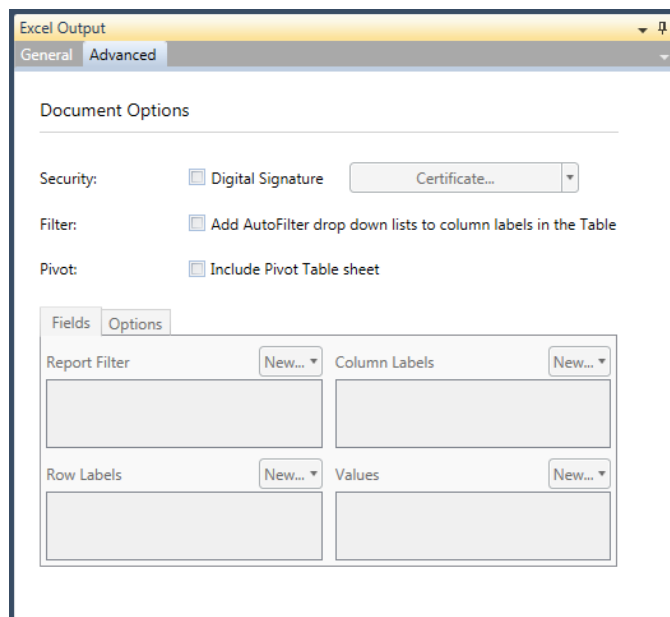 Excel Output
General Advanced
Document Options
Security: Digital Signature Certificate...
Filter: Add AutoFilter drop down lists to column labels in the Table
Pivot: Include Pivot Table sheet
Fields Options
Report Filter New... Column Labels New...
Row Labels New... Values New...